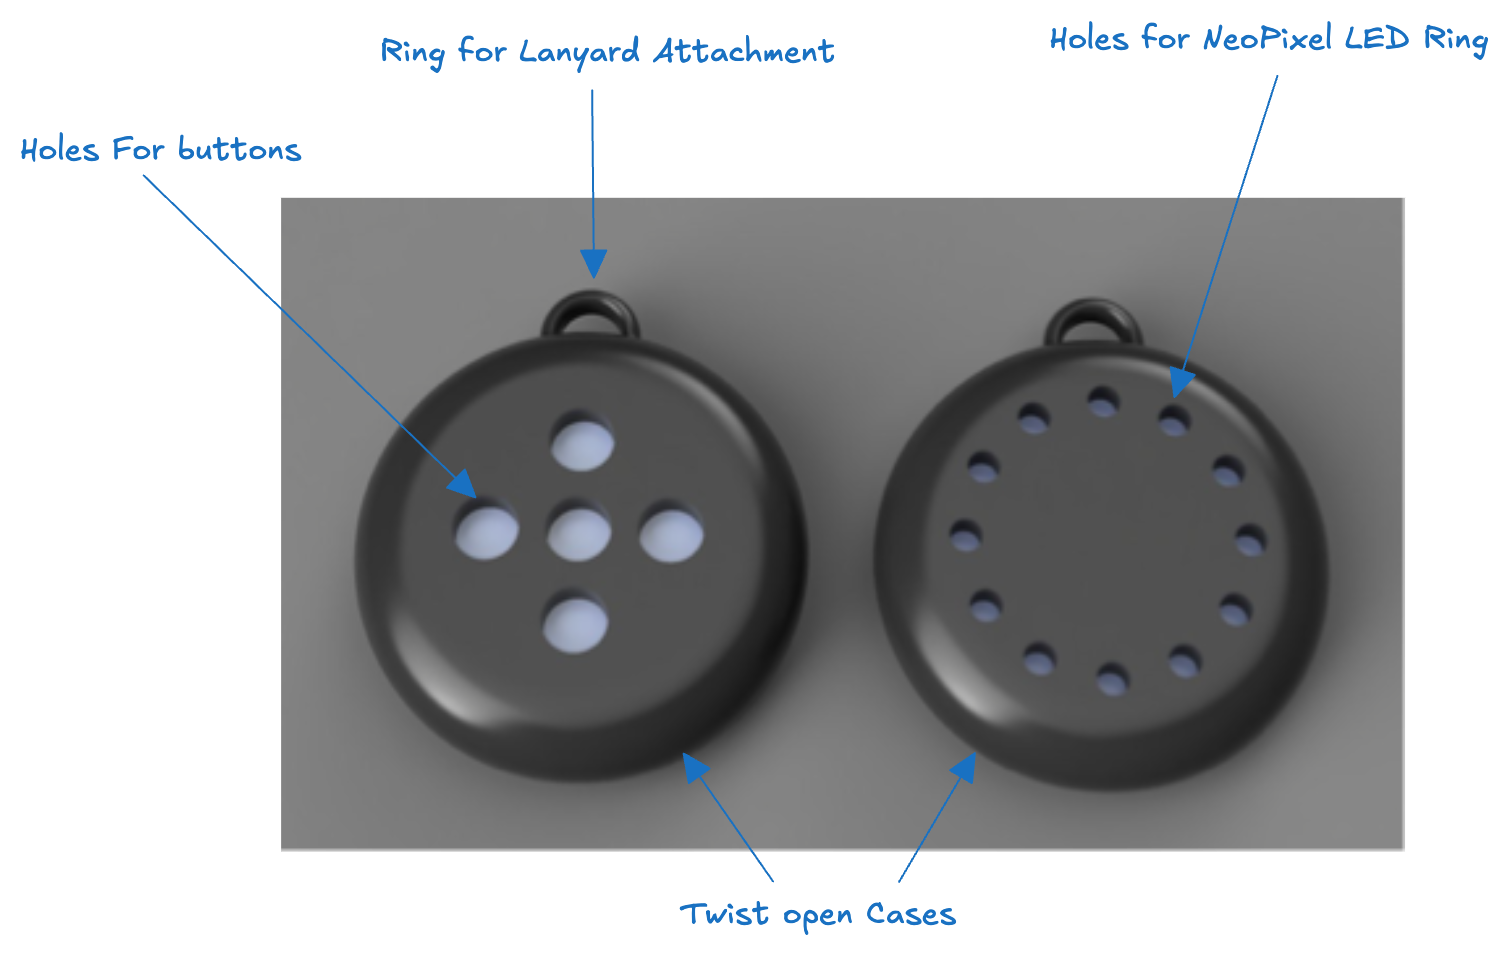 Ring for Lanyard Attachment
Holes for NeoPixel LED Ring
Holes For buttons
Twist open Cases